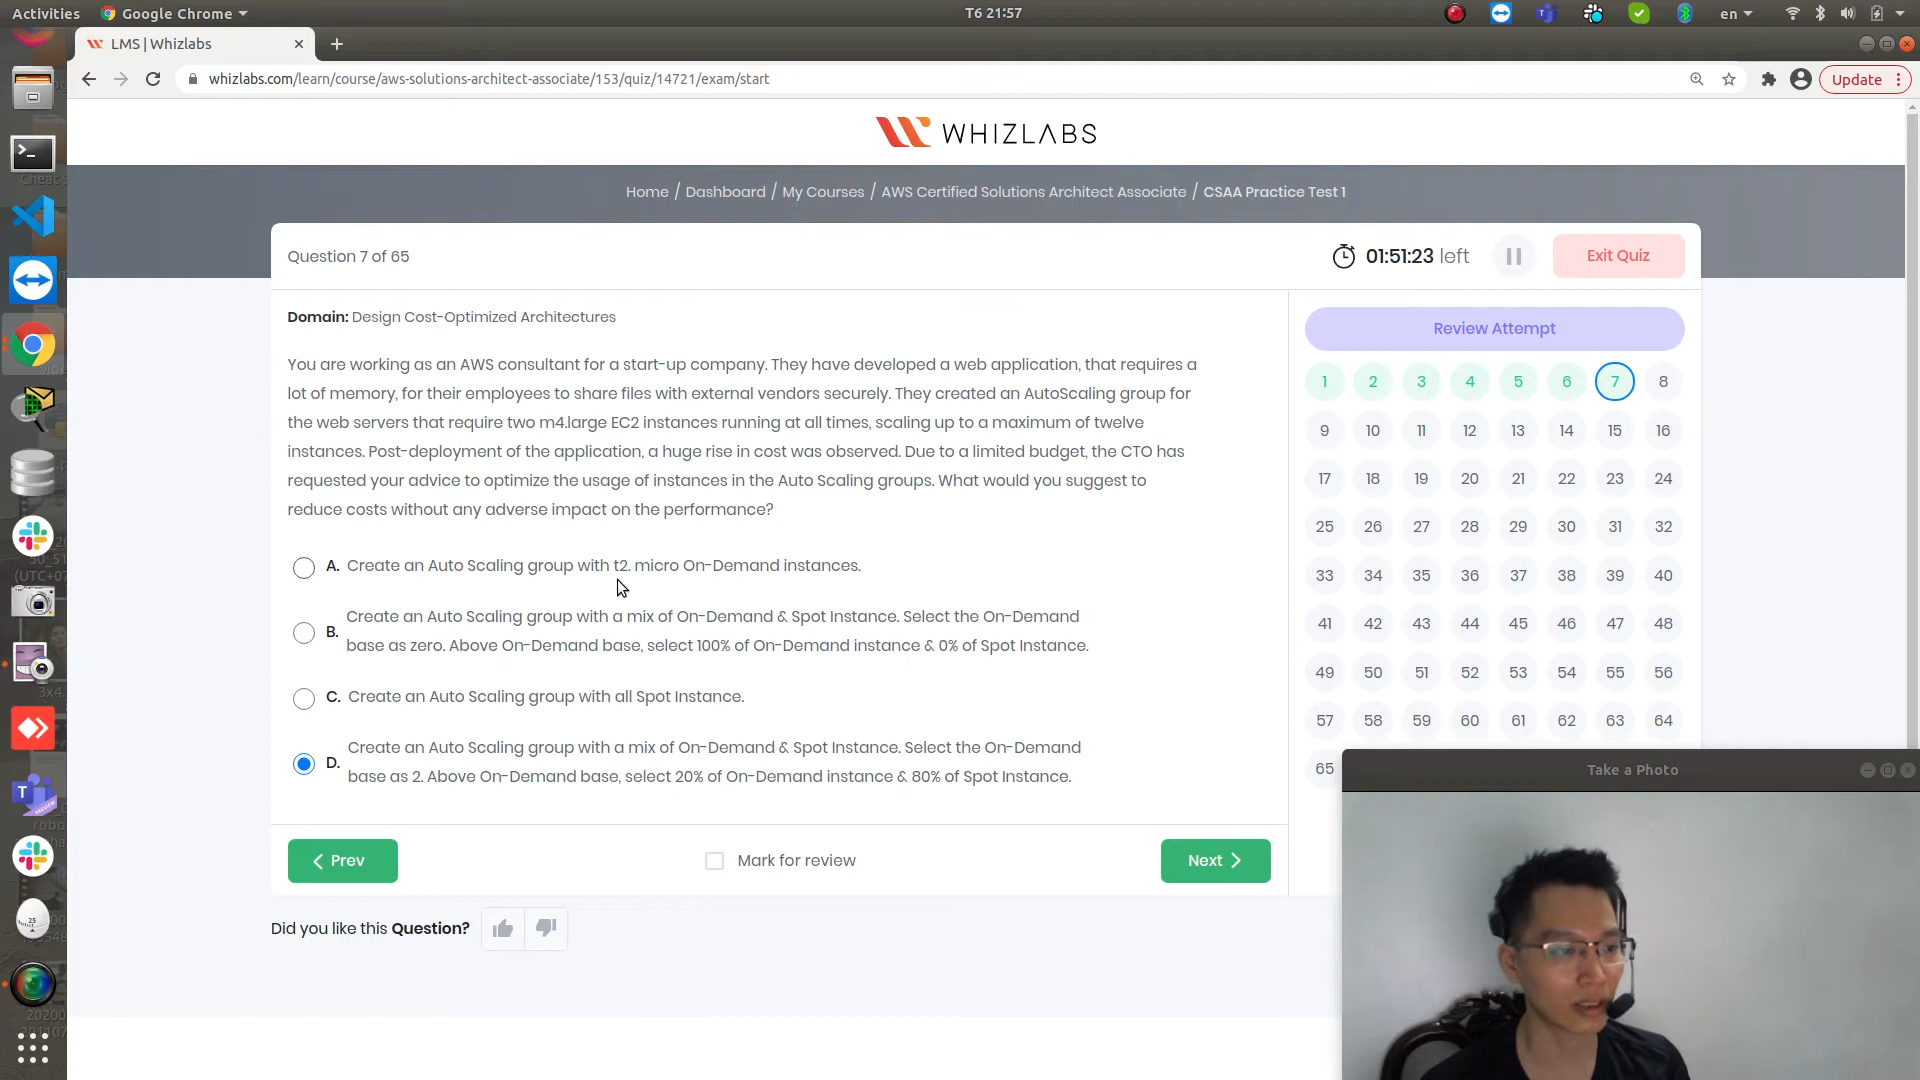 Activities
Google Chrome
T6 21:57
en
LMS | Whizlabs
whizlabs.com/learn/course/aws-solutions-architect-associate/153/quiz/14721/exam/start
Update
WHIZLABS
Home / Dashboard / My Courses / AWS Certified Solutions Architect Associate / CSAA Practice Test 1
Question 7 of 65
01:51:23 left
Exit Quiz
Domain: Design Cost-Optimized Architectures
You are working as an AWS consultant for a start-up company. They have developed a web application, that requires a
lot of memory, for their employees to share files with external vendors securely. They created an AutoScaling group for
the web servers that require two m4.large EC2 instances running at all times, scaling up to a maximum of twelve
instances. Post-deployment of the application, a huge rise in cost was observed. Due to a limited budget, the CTO has
requested your advice to optimize the usage of instances in the Auto Scaling groups. What would you suggest to
reduce costs without any adverse impact on the performance?
A. Create an Auto Scaling group with t2. micro On-Demand instances.
B. Create an Auto Scaling group with a mix of On-Demand & Spot Instance. Select the On-Demand
base as zero. Above On-Demand base, select 100% of On-Demand instance & 0% of Spot Instance.
C. Create an Auto Scaling group with all Spot Instance.
D. Create an Auto Scaling group with a mix of On-Demand & Spot Instance. Select the On-Demand
base as 2. Above On-Demand base, select 20% of On-Demand instance & 80% of Spot Instance.
Prev
Mark for review
Next
Did you like this Question?
Review Attempt
1 2 3 4 5 6 7 8
9 10 11 12 13 14 15 16
17 18 19 20 21 22 23 24
25 26 27 28 29 30 31 32
33 34 35 36 37 38 39 40
41 42 43 44 45 46 47 48
49 50 51 52 53 54 55 56
57 58 59 60 61 62 63 64
65
Take a Photo